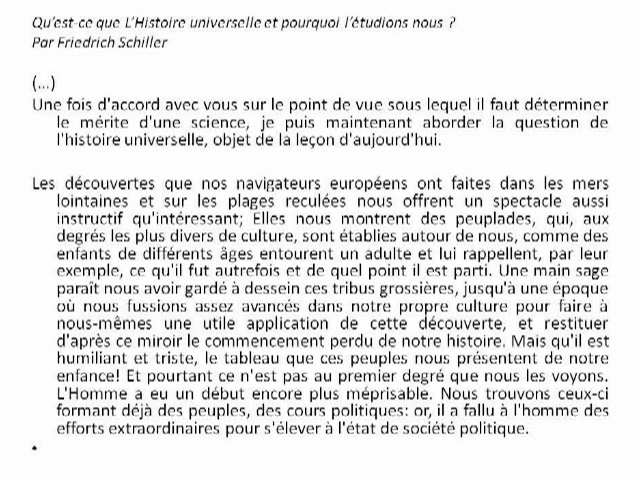 Qu'est-ce que L'Histoire universelle et pourquoi l'étudions nous ?
Par Friedrich Schiller
(...)
Une fois d'accord avec vous sur le point de vue sous lequel il faut déterminer
le mérite d'une science, je puis maintenant aborder la question de
l'histoire universelle, objet de la leçon d'aujourd'hui.
Les découvertes que nos navigateurs européens ont faites dans les mers
lointaines et sur les plages reculées nous offrent un spectacle aussi
instructif qu'intéressant; Elles nous montrent des peuplades, qui, aux
degrés les plus divers de culture, sont établies autour de nous, comme des
enfants de différents âges entourent un adulte et lui rappellent, par leur
exemple, ce qu'il fut autrefois et de quel point il est parti. Une main sage
paraît nous avoir gardé à dessein ces tribus grossières, jusqu'à une époque
où nous fussions assez avancés dans notre propre culture pour faire à
nous-mêmes une utile application de cette découverte, et restituer
d'après ce miroir le commencement perdu de notre histoire. Mais qu'il est
humiliant et triste, le tableau que ces peuples nous présentent de notre
enfance! Et pourtant ce n'est pas au premier degré que nous les voyons.
L'Homme a eu un début encore plus méprisable. Nous trouvons ceux-ci
formant déjà des peuples, des cours politiques: or, il a fallu à l'homme des
efforts extraordinaires pour s'élever à l'état de société politique.